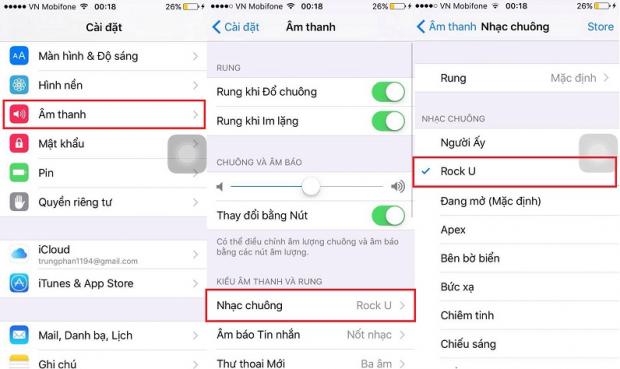 VN Mobifone 00:18 26%
Cài đặt
Màn hình & Độ sáng
Hình nền
Âm thanh
Mật khẩu
Pin
Quyền riêng tư
iCloud
trungphan1194@gmail.com
iTunes & App Store
Mail, Danh bạ, Lịch
Ghi chú
VN Mobifone 00:18 26%
Cài đặt Âm thanh
RUNG
Rung khi Đổ chuông
Rung khi Im lặng
CHUÔNG VÀ ÂM BÁO
Thay đổi bằng Nút
Có thể điều chỉnh âm lượng chuông và âm báo
bằng các nút âm lượng.
KIỂU ÂM THANH VÀ RUNG
Nhạc chuông Rock U
Âm báo Tin nhắn Nốt nhạc
Thư thoại Mới Ba âm
VN Mobifone 00:18 26%
Âm thanh Nhạc chuông Store
Rung Mặc định
NHẠC CHUÔNG
Người Ấy
Rock U
Đang mở (Mặc định)
Apex
Bên bờ biển
Bức xạ
Chiêm tinh
Chiếu sáng